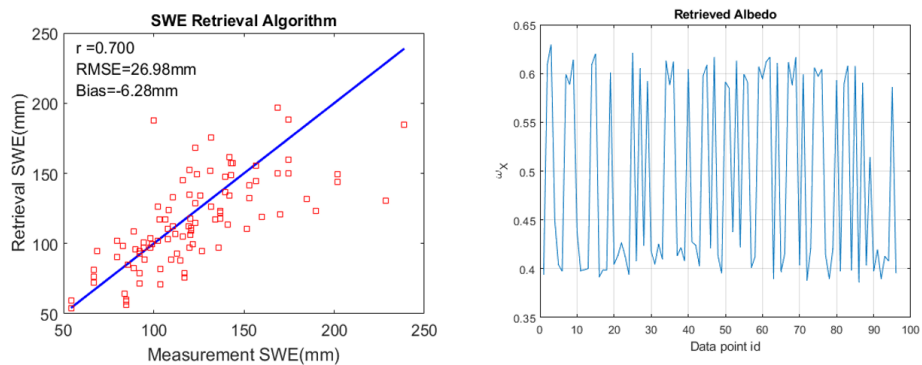 SWE Retrieval Algorithm
r =0.700
RMSE=26.98mm
Bias=-6.28mm
250
200
150
100
50
Retrieval SWE(mm)
50 100 150 200 250
Measurement SWE(mm)
Retrieved Albedo
0.65
0.6
0.55
0.5
0.45
0.4
0.35
ωX
0 10 20 30 40 50 60 70 80 90 100
Data point id